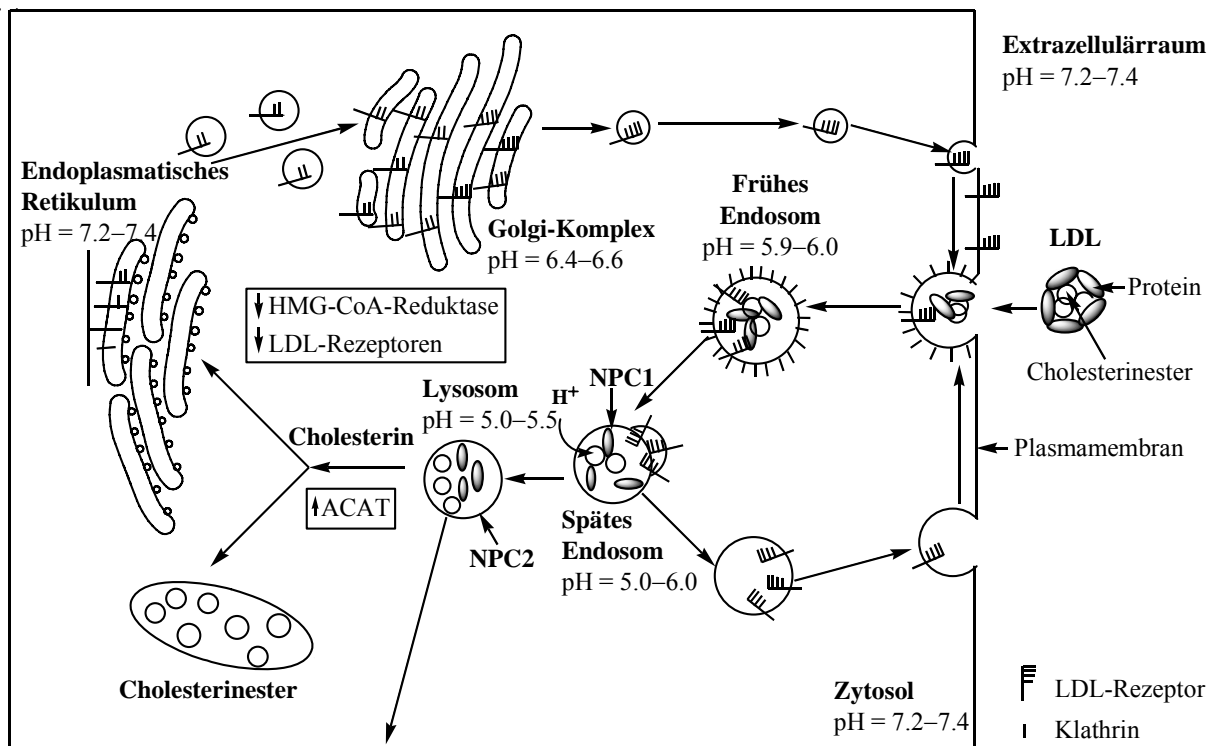 Extrazellulärraum
pH = 7.2–7.4
Endoplasmatisches
Retikulum
pH = 7.2–7.4
Golgi-Komplex
pH = 6.4–6.6
Frühes
Endosom
pH = 5.9–6.0
LDL
Protein
Cholesterinester
HMG-CoA-Reduktase
LDL-Rezeptoren
Lysosom
pH = 5.0–5.5
H+
NPC1
Cholesterin
ACAT
NPC2
Spätes
Endosom
pH = 5.0–6.0
Plasmamembran
Cholesterinester
Zytosol
pH = 7.2–7.4
LDL-Rezeptor
Klathrin